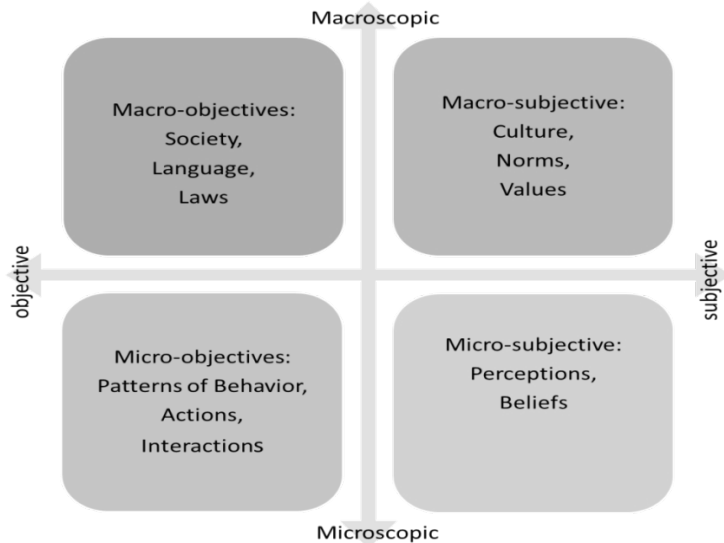 Macroscopic
Macro-objectives:
Society,
Language,
Laws
Macro-subjective:
Culture,
Norms,
Values
objective
subjective
Micro-objectives:
Patterns of Behavior,
Actions,
Interactions
Micro-subjective:
Perceptions,
Beliefs
Microscopic